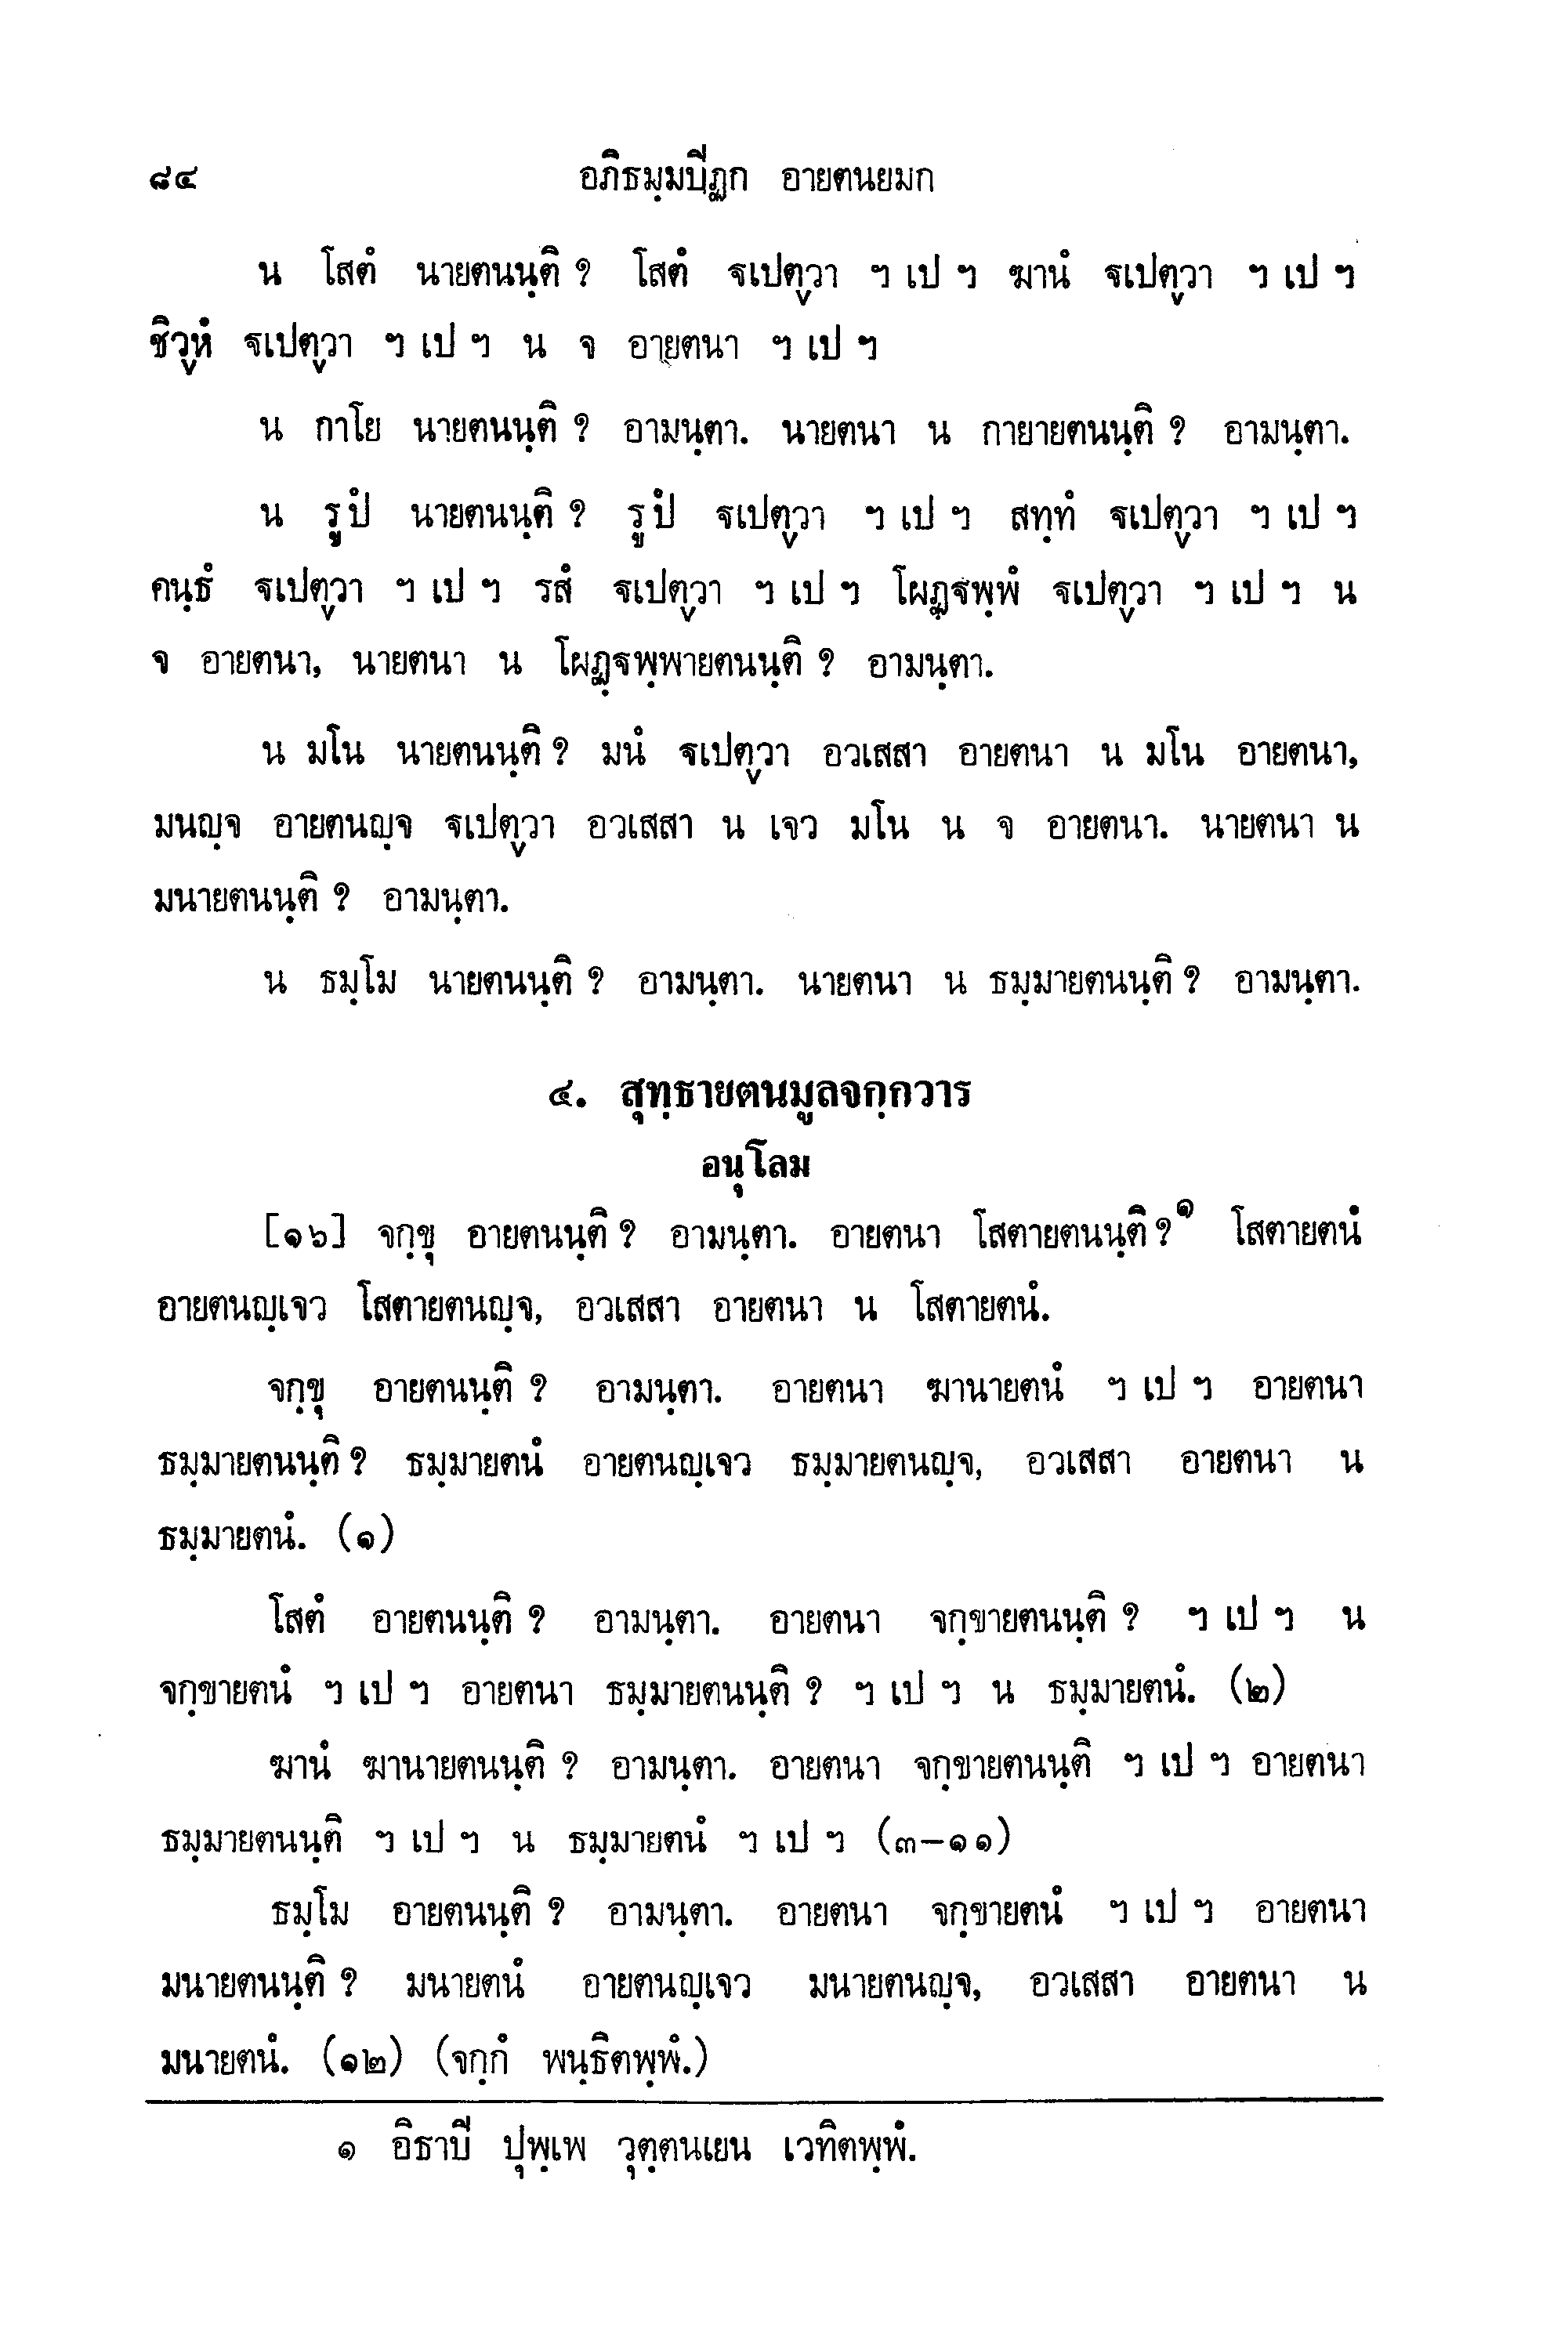 ๘๔ อภิธมฺมปีฏก อายตนยมก
น โสตํ นายตนนฺติ ? โสตํ ฐเปตฺวา ฯ เป ฯ ฆานํ ฐเปตฺวา ฯ เป ฯ
ชิวฺหํ ฐเปตฺวา ฯ เป ฯ น จ อายตนา ฯ เป ฯ
น กาโย นายตนนฺติ ? อามนฺตา. นายตนา น กายายตนนฺติ ? อามนฺตา.
น รูปํ นายตนนฺติ ? รูปํ ฐเปตฺวา ฯ เป ฯ สทฺทํ ฐเปตฺวา ฯ เป ฯ
คนฺธํ ฐเปตฺวา ฯ เป ฯ รสํ ฐเปตฺวา ฯ เป ฯ โผฏฺฐพฺพํ ฐเปตฺวา ฯ เป ฯ น
จ อายตนา, นายตนา น โผฏฺฐพฺพายตนนฺติ ? อามนฺตา.
น มโน นายตนนฺติ ? มนํ ฐเปตฺวา อวเสสา อายตนา น มโน อายตนา,
มนญฺจ อายตนญฺจ ฐเปตฺวา อวเสสา น เจว มโน น จ อายตนา. นายตนา น
มนายตนนฺติ ? อามนฺตา.
น ธมฺโม นายตนนฺติ ? อามนฺตา. นายตนา น ธมฺมายตนนฺติ ? อามนฺตา.
๔. สุทฺธายตนมูลจกฺกวาร
อนุโลม
[๑๖] จกฺขุ อายตนนฺติ ? อามนฺตา. อายตนา โสตายตนนฺติ ?๑ โสตายตนํ
อายตนญฺเจว โสตายตนญฺจ, อวเสสา อายตนา น โสตายตนํ.
จกฺขุ อายตนนฺติ ? อามนฺตา. อายตนา ฆานายตนํ ฯ เป ฯ อายตนา
ธมฺมายตนนฺติ ? ธมฺมายตนํ อายตนญฺเจว ธมฺมายตนญฺจ, อวเสสา อายตนา น
ธมฺมายตนํ. (๑)
โสตํ อายตนนฺติ ? อามนฺตา. อายตนา จกฺขายตนนฺติ ? ฯ เป ฯ น
จกฺขายตนํ ฯ เป ฯ อายตนา ธมฺมายตนนฺติ ? ฯ เป ฯ น ธมฺมายตนํ. (๒)
ฆานํ ฆานายตนนฺติ ? อามนฺตา. อายตนา จกฺขายตนนฺติ ฯ เป ฯ อายตนา
ธมฺมายตนนฺติ ฯ เป ฯ น ธมฺมายตนํ ฯ เป ฯ (๓-๑๑)
ธมฺโม อายตนนฺติ ? อามนฺตา. อายตนา จกฺขายตนํ ฯ เป ฯ อายตนา
มนายตนนฺติ ? มนายตนํ อายตนญฺเจว มนายตนญฺจ, อวเสสา อายตนา น
มนายตนํ. (๑๒) (จกฺกํ พนฺธิตพฺพํ.)
๑ อิธาปี ปุพฺเพ วุตฺตนเยน เวทิตพฺพํ.